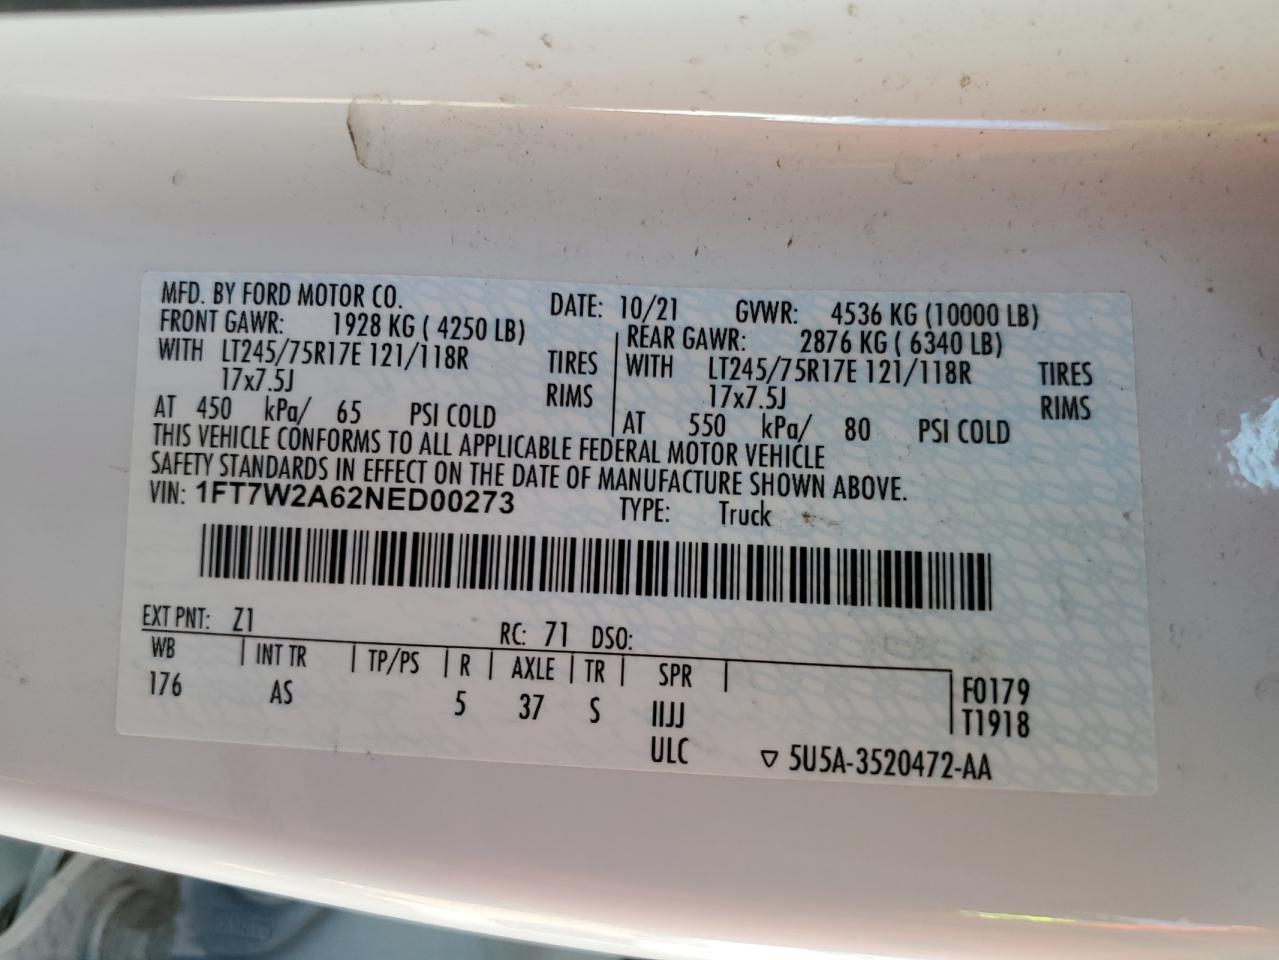 MFD. BY FORD MOTOR CO. DATE: 10/21 GVWR: 4536 KG (10000 LB)
FRONT GAWR: 1928 KG ( 4250 LB) REAR GAWR: 2876 KG ( 6340 LB)
WITH LT245/75R17E 121/118R TIRES WITH LT245/75R17E 121/118R TIRES
17x7.5J RIMS 17x7.5J RIMS
AT 450 kPa/ 65 PSI COLD AT 550 kPa/ 80 PSI COLD
THIS VEHICLE CONFORMS TO ALL APPLICABLE FEDERAL MOTOR VEHICLE
SAFETY STANDARDS IN EFFECT ON THE DATE OF MANUFACTURE SHOWN ABOVE.
VIN: 1FT7W2A62NED00273 TYPE: Truck
EXT PNT: Z1 RC: 71 DSO:
WB INT TR TP/PS R AXLE TR SPR F0179
176 AS 5 37 S IIJJ T1918
ULC ▽ 5U5A-3520472-AA